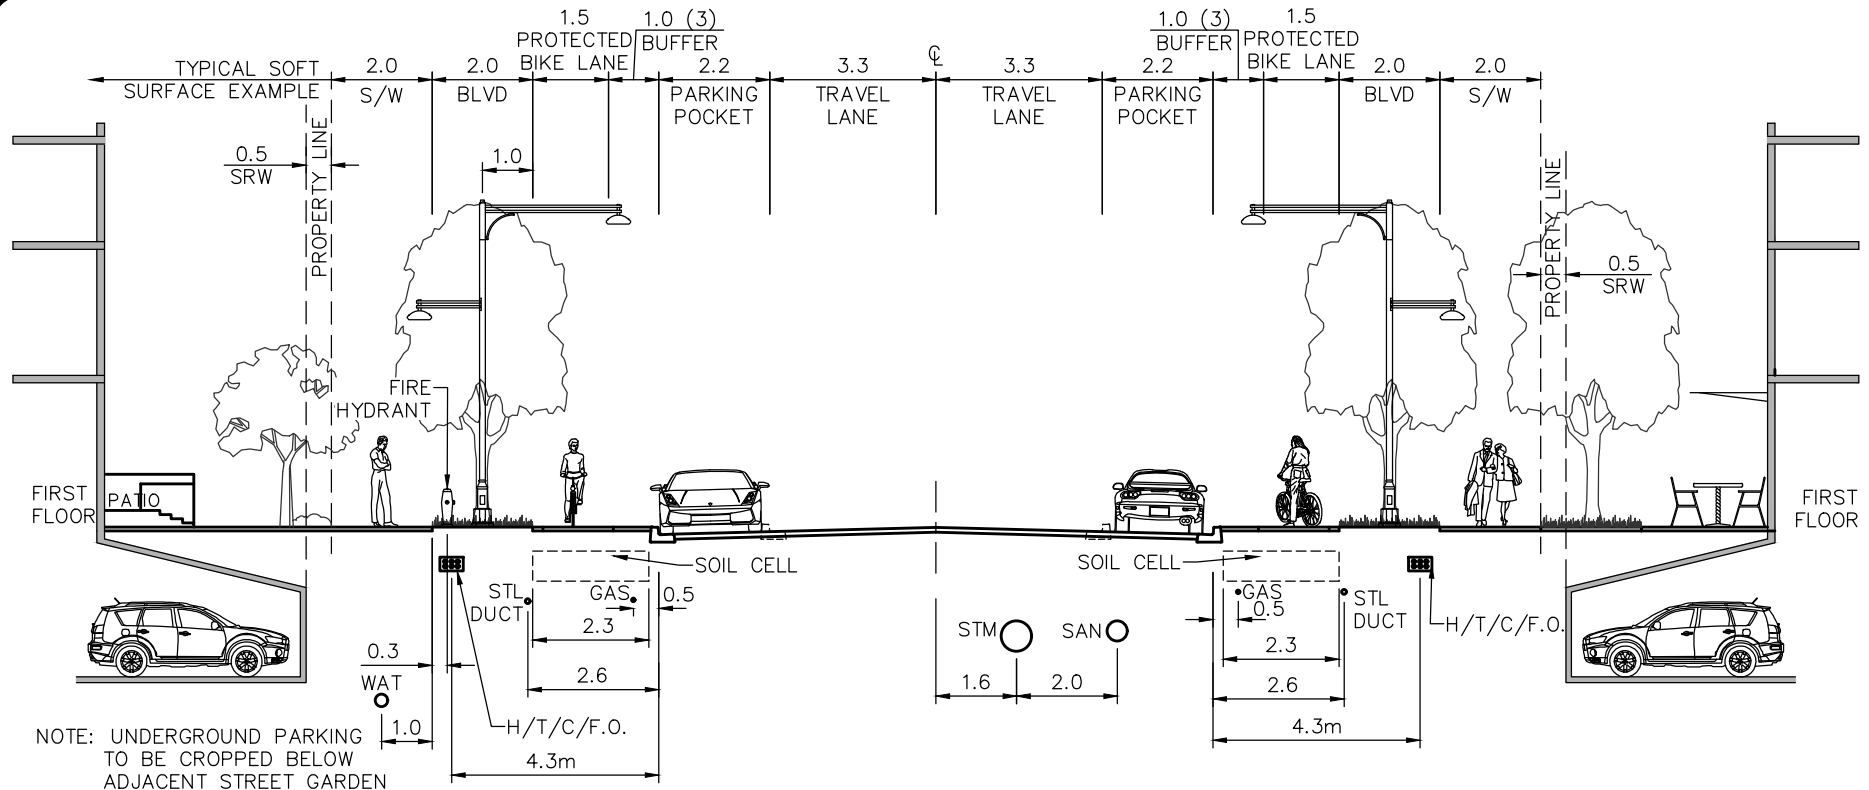 1.5
PROTECTED
BIKE LANE
1.0 (3)
BUFFER
1.0 (3)
BUFFER
1.5
PROTECTED
BIKE LANE
TYPICAL SOFT
SURFACE EXAMPLE
2.0
S/W
2.0
BLVD
2.2
PARKING
POCKET
3.3
TRAVEL
LANE
℄
3.3
TRAVEL
LANE
2.2
PARKING
POCKET
2.0
BLVD
2.0
S/W
0.5
SRW
PROPERTY LINE
1.0
PROPERTY LINE
0.5
SRW
FIRE
HYDRANT
FIRST
FLOOR
PATIO
FIRST
FLOOR
SOIL CELL
SOIL CELL
STL
DUCT
GAS
0.5
2.3
2.6
GAS
0.5
STL
DUCT
2.3
2.6
H/T/C/F.O.
STM
SAN
1.6
2.0
0.3
WAT
1.0
H/T/C/F.O.
4.3m
4.3m
NOTE: UNDERGROUND PARKING
TO BE CROPPED BELOW
ADJACENT STREET GARDEN